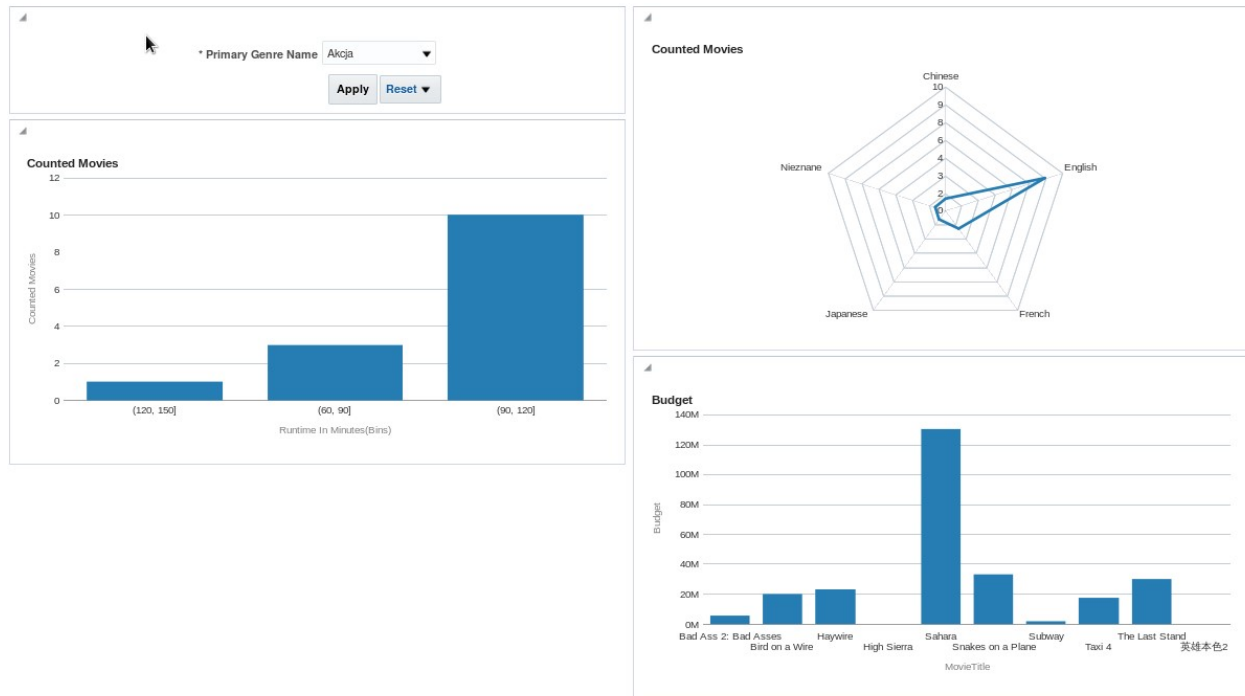 * Primary Genre Name Akcja
Apply Reset
Counted Movies
12
10
8
6
4
2
0
Counted Movies
(120, 150] (60, 90] (90, 120]
Runtime In Minutes(Bins)
Counted Movies
Chinese
10
9
8
6
4
3
2
0
Nieznane English
Japanese French
Budget
140M
120M
100M
80M
60M
40M
20M
0M
Budget
Bad Ass 2: Bad Asses Haywire Sahara Subway The Last Stand
Bird on a Wire High Sierra Snakes on a Plane Taxi 4 英雄本色2
MovieTitle